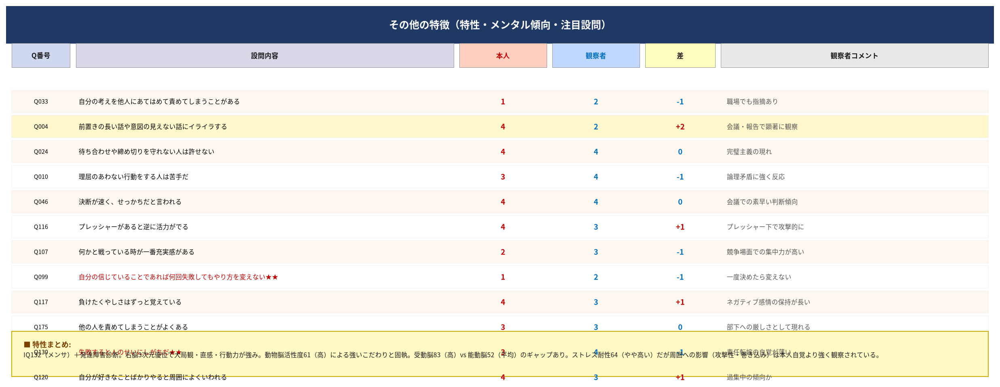 その他の特徴（特性・メンタル傾向・注目設問）
Q番号 設問内容 本人 観察者 差 観察者コメント
Q033 自分の考えを他人にあてはめて責めてしまうことがある 1 2 -1 職場でも指摘あり
Q004 前置きの長い話や意図の見えない話にイライラする 4 2 +2 会議・報告で顕著に観察
Q024 待ち合わせや締め切りを守れない人は許せない 4 4 0 完璧主義の現れ
Q010 理屈のあわない行動をする人は苦手だ 3 4 -1 論理矛盾に強く反応
Q046 決断が速く、せっかちだと言われる 4 4 0 会議での素早い判断傾向
Q116 プレッシャーがあると逆に活力がでる 4 3 +1 プレッシャー下で攻撃的に
Q107 何かと戦っている時が一番充実感がある 2 3 -1 競争場面での集中力が高い
Q099 自分の信じていることであれば何回失敗してもやり方を変えない★★ 1 2 -1 一度決めたら変えない
Q117 負けたくやしさはずっと覚えている 4 3 +1 ネガティブ感情の保持が長い
Q175 他の人を責めてしまうことがよくある 3 3 0 部下への厳しさとして現れる
■ 特性まとめ:
Q130 失敗すると人のせいにしがちだ★★ 3 4 -1 責任転嫁の自覚が薄い
IQ132（メンサ）＋発達障害診断。右脳3次元優位で大局観・直感・行動力が強み。動物脳活性度61（高）による強いこだわりと固執。受動脳83（高）vs 能動脳52（平均）のギャップあり。ストレス耐性64（やや高い）だが周囲への影響（攻撃性・巻き込み）は本人自覚より強く観察されている。
Q120 自分が好きなことばかりやると周囲によくいわれる 4 3 +1 過集中の傾向か